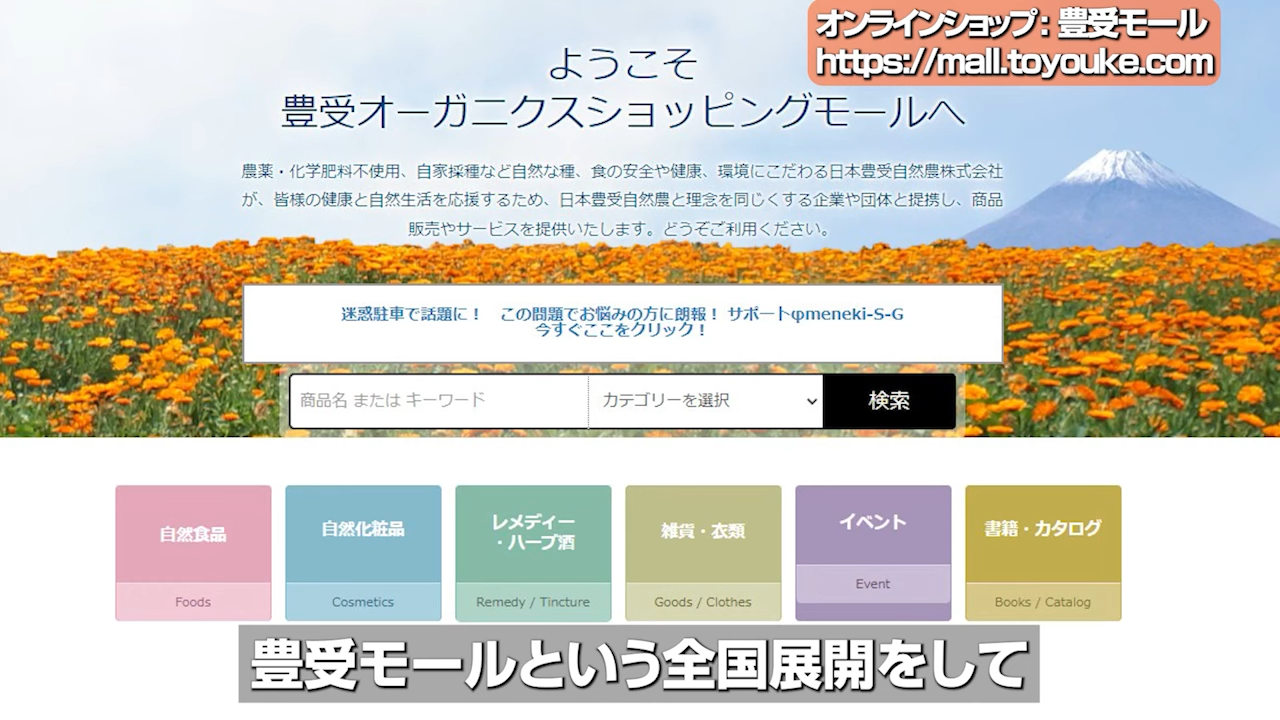 オンラインショップ: 豊受モール
https://mall.toyouke.com
ようこそ
豊受オーガニクスショッピングモールへ
農薬・化学肥料不使用、自家採種など自然な種、食の安全や健康、環境にこだわる日本豊受自然農株式会社
が、皆様の健康と自然生活を応援するため、日本豊受自然農と理念を同じくする企業や団体と提携し、商品
販売やサービスを提供いたします。どうぞご利用ください。
迷惑駐車で話題に！　この問題でお悩みの方に朗報！ サポートφmeneki-S-G
今すぐここをクリック！
商品名 または キーワード
カテゴリーを選択
検索
自然食品
Foods
自然化粧品
Cosmetics
レメディー
・ハーブ酒
Remedy / Tincture
雑貨・衣類
Goods / Clothes
イベント
Event
書籍・カタログ
Books / Catalog
豊受モールという全国展開をして